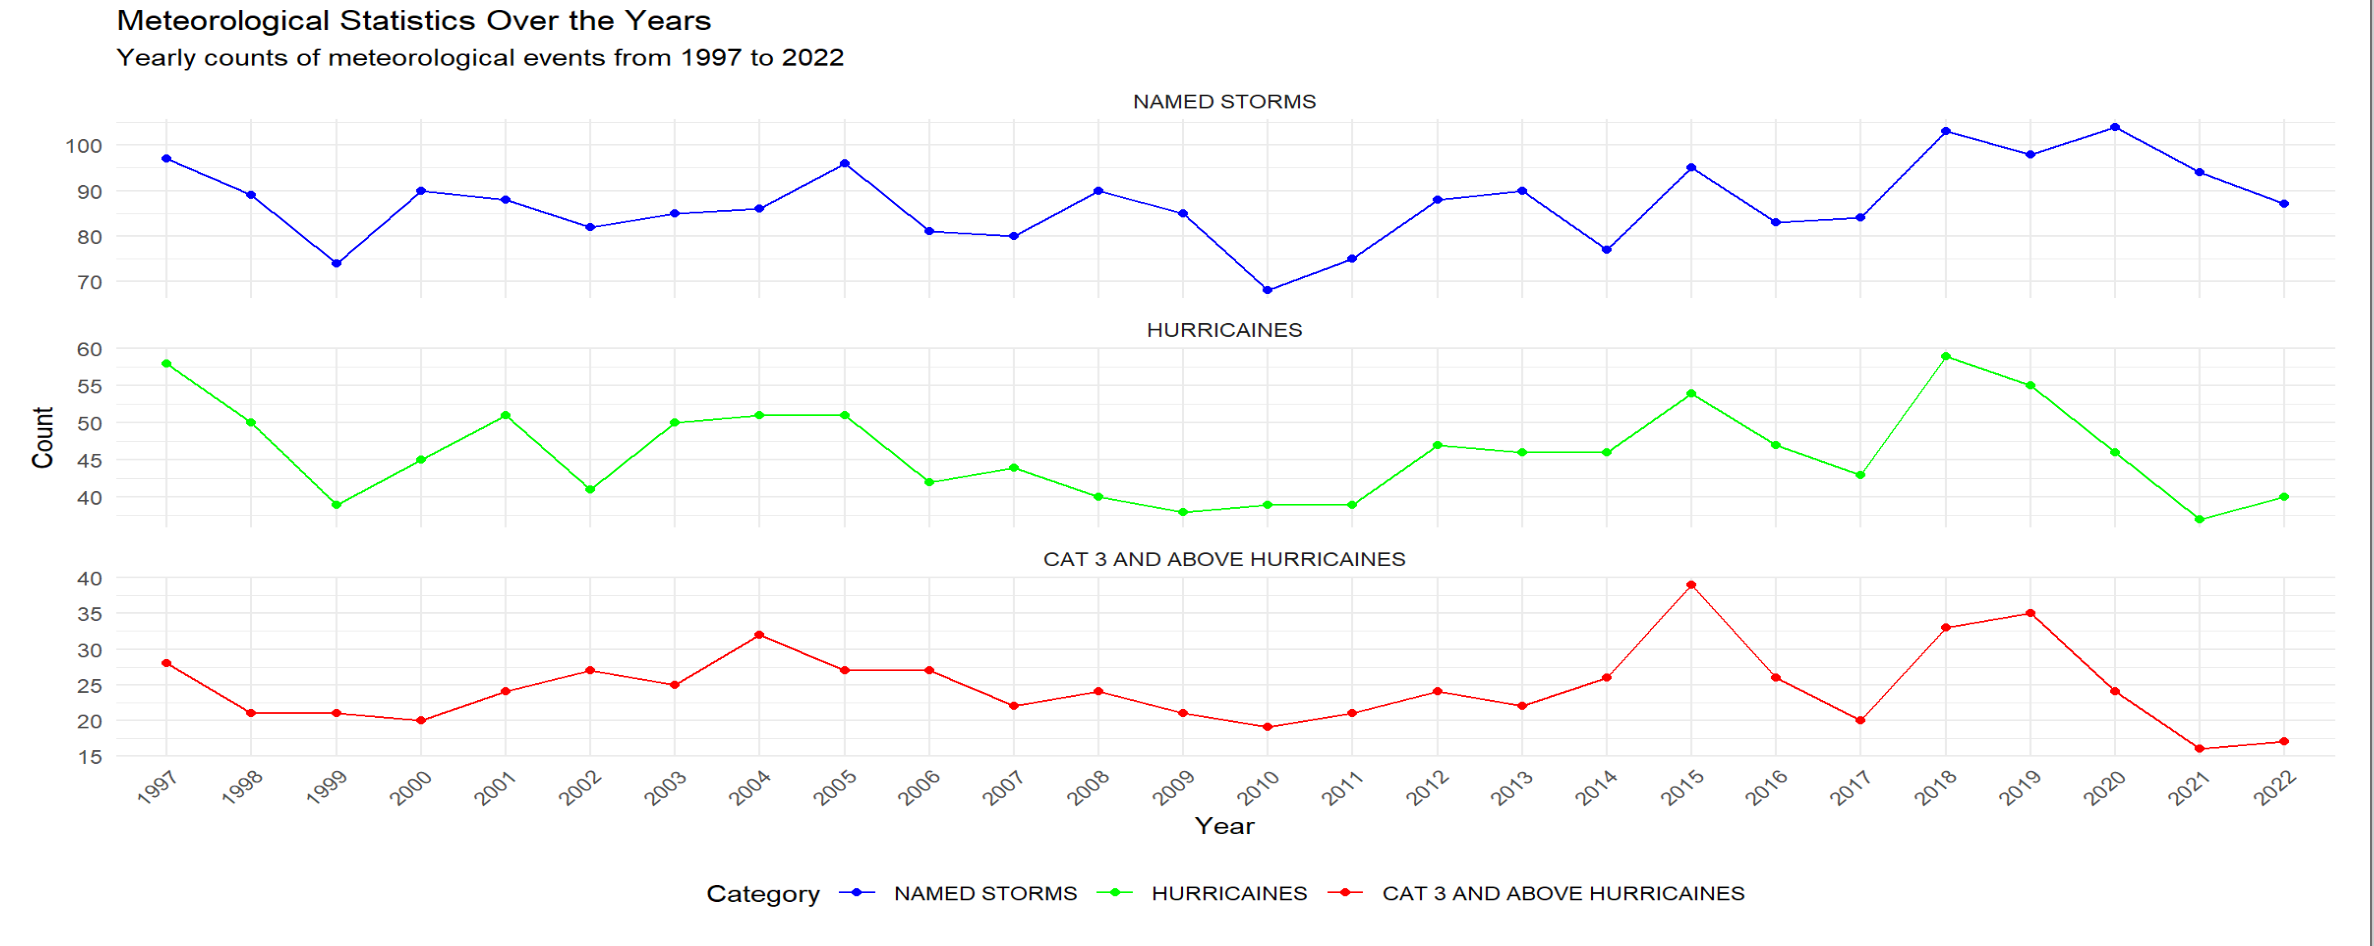 Meteorological Statistics Over the Years
Yearly counts of meteorological events from 1997 to 2022
NAMED STORMS
100
90
80
70
HURRICAINES
60
55
50
45
40
Count
CAT 3 AND ABOVE HURRICAINES
40
35
30
25
20
15
1997 1998 1999 2000 2001 2002 2003 2004 2005 2006 2007 2008 2009 2010 2011 2012 2013 2014 2015 2016 2017 2018 2019 2020 2021 2022
Year
Category NAMED STORMS HURRICAINES CAT 3 AND ABOVE HURRICAINES